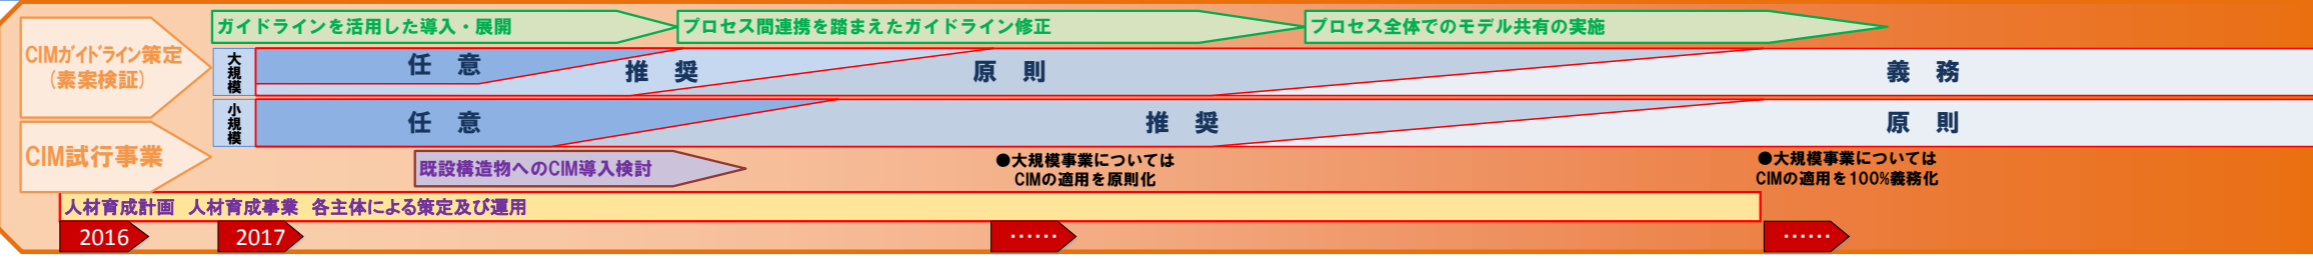 CIMガイドライン策定
(素案検証)
ガイドラインを活用した導入・展開
プロセス間連携を踏まえたガイドライン修正
プロセス全体でのモデル共有の実施
大規模
任　意
推　奨
原　則
義　務
小規模
任　意
推　奨
原　則
CIM試行事業
既設構造物へのCIM導入検討
●大規模事業については
CIMの適用を原則化
●大規模事業については
CIMの適用を100%義務化
人材育成計画　人材育成事業　各主体による策定及び運用
2016
2017
……
……